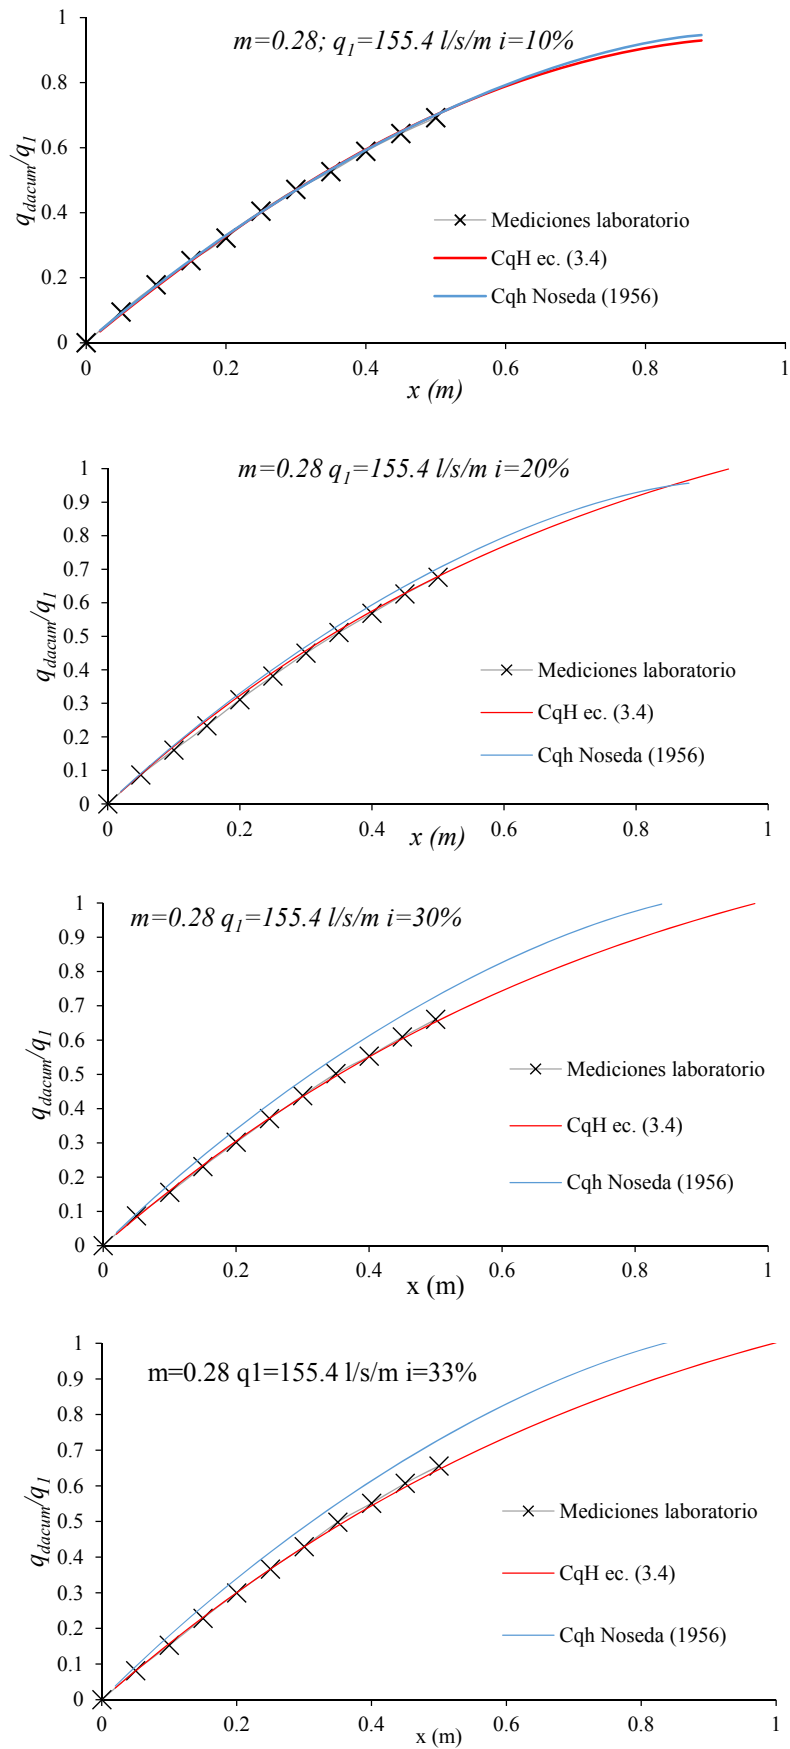 m=0.28; q1=155.4 l/s/m i=10%
1
0.8
0.6
0.4
0.2
0
qdacum/q1
Mediciones laboratorio
CqH ec. (3.4)
Cqh Noseda (1956)
0 0.2 0.4 0.6 0.8 1
x (m)
m=0.28 q1=155.4 l/s/m i=20%
1
0.9
0.8
0.7
0.6
0.5
0.4
0.3
0.2
0.1
0
qdacum/q1
Mediciones laboratorio
CqH ec. (3.4)
Cqh Noseda (1956)
0 0.2 0.4 0.6 0.8 1
x (m)
m=0.28 q1=155.4 l/s/m i=30%
1
0.9
0.8
0.7
0.6
0.5
0.4
0.3
0.2
0.1
0
qdacum/q1
Mediciones laboratorio
CqH ec. (3.4)
Cqh Noseda (1956)
0 0.2 0.4 0.6 0.8 1
x (m)
m=0.28 q1=155.4 l/s/m i=33%
1
0.9
0.8
0.7
0.6
0.5
0.4
0.3
0.2
0.1
0
qdacum/q1
Mediciones laboratorio
CqH ec. (3.4)
Cqh Noseda (1956)
0 0.2 0.4 0.6 0.8 1
x (m)